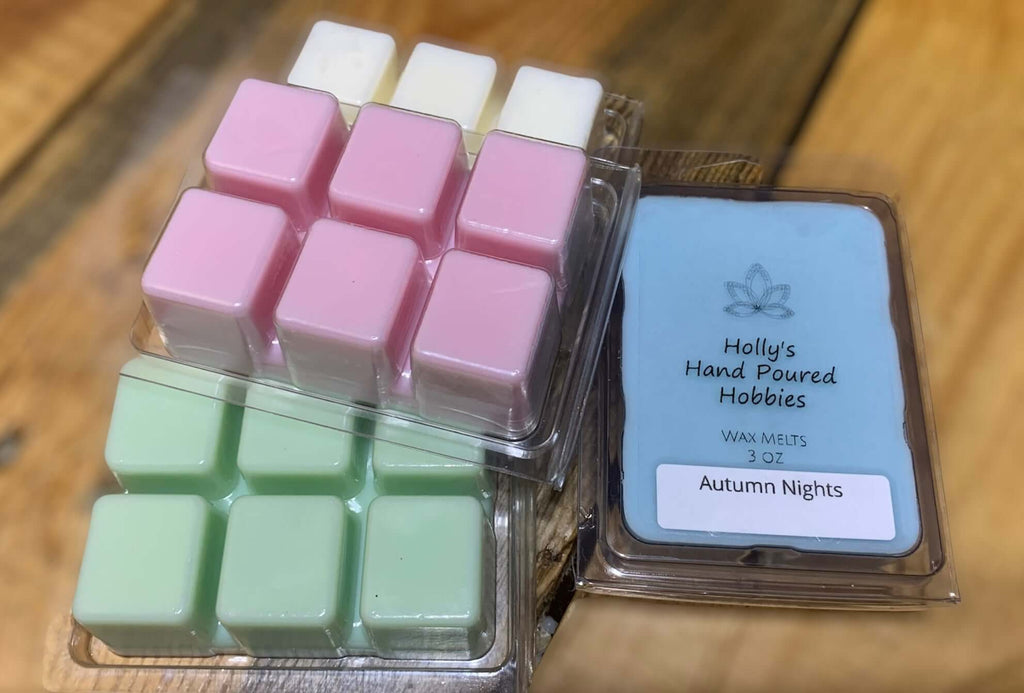 Holly's
Hand Poured
Hobbies
WAX MELTS
3 OZ
Autumn Nights